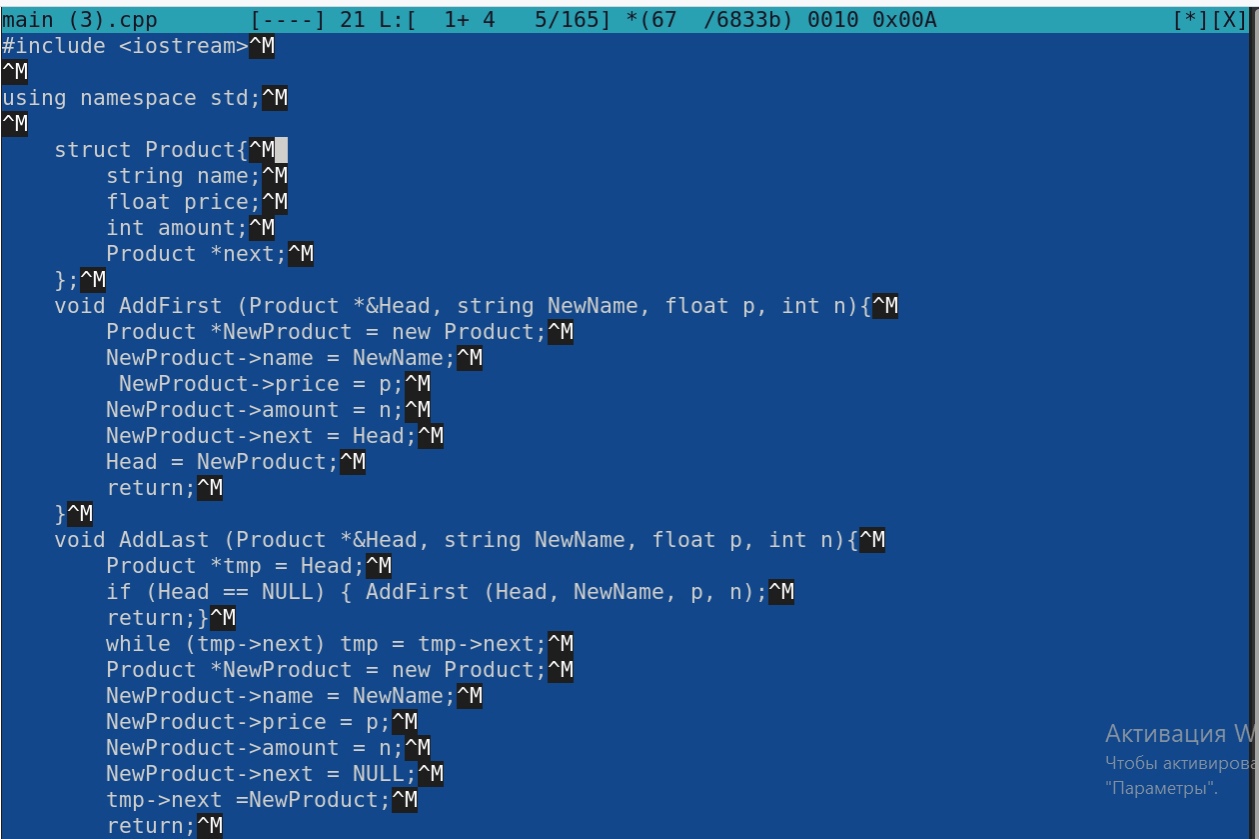 main (3).cpp       [----] 21 L:[  1+ 4   5/165] *(67  /6833b) 0010 0x00A                  [*][X]
#include <iostream>^M
^M
using namespace std;^M
^M
    struct Product{^M
        string name;^M
        float price;^M
        int amount;^M
        Product *next;^M
    };^M
    void AddFirst (Product *&Head, string NewName, float p, int n){^M
        Product *NewProduct = new Product;^M
        NewProduct->name = NewName;^M
         NewProduct->price = p;^M
        NewProduct->amount = n;^M
        NewProduct->next = Head;^M
        Head = NewProduct;^M
        return;^M
    }^M
    void AddLast (Product *&Head, string NewName, float p, int n){^M
        Product *tmp = Head;^M
        if (Head == NULL) { AddFirst (Head, NewName, p, n);^M
        return;}^M
        while (tmp->next) tmp = tmp->next;^M
        Product *NewProduct = new Product;^M
        NewProduct->name = NewName;^M
        NewProduct->price = p;^M
        NewProduct->amount = n;^M
        NewProduct->next = NULL;^M
        tmp->next =NewProduct;^M
        return;^M
Активация W
Чтобы активирова
"Параметры".